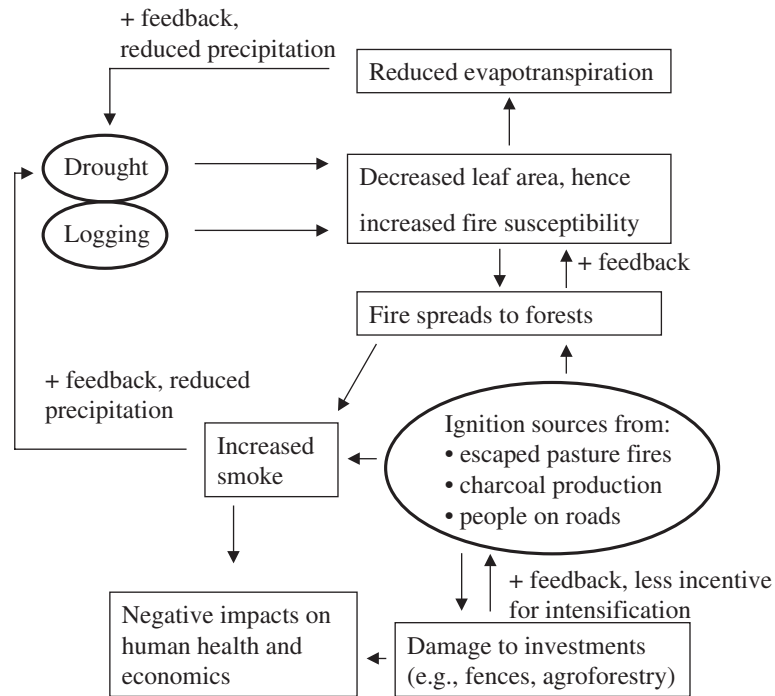 + feedback,
reduced precipitation
Reduced evapotranspiration
Drought
Decreased leaf area, hence
increased fire susceptibility
Logging
+ feedback
Fire spreads to forests
+ feedback, reduced
precipitation
Ignition sources from:
• escaped pasture fires
• charcoal production
• people on roads
Increased
smoke
+ feedback, less incentive
for intensification
Negative impacts on
human health and
economics
Damage to investments
(e.g., fences, agroforestry)